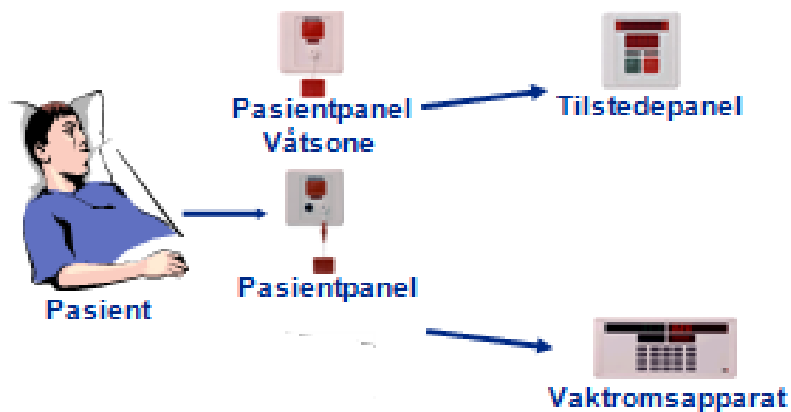 Pasientpanel
Våtsone
Tilstedepanel
Pasient
Pasientpanel
Vaktromsapparat